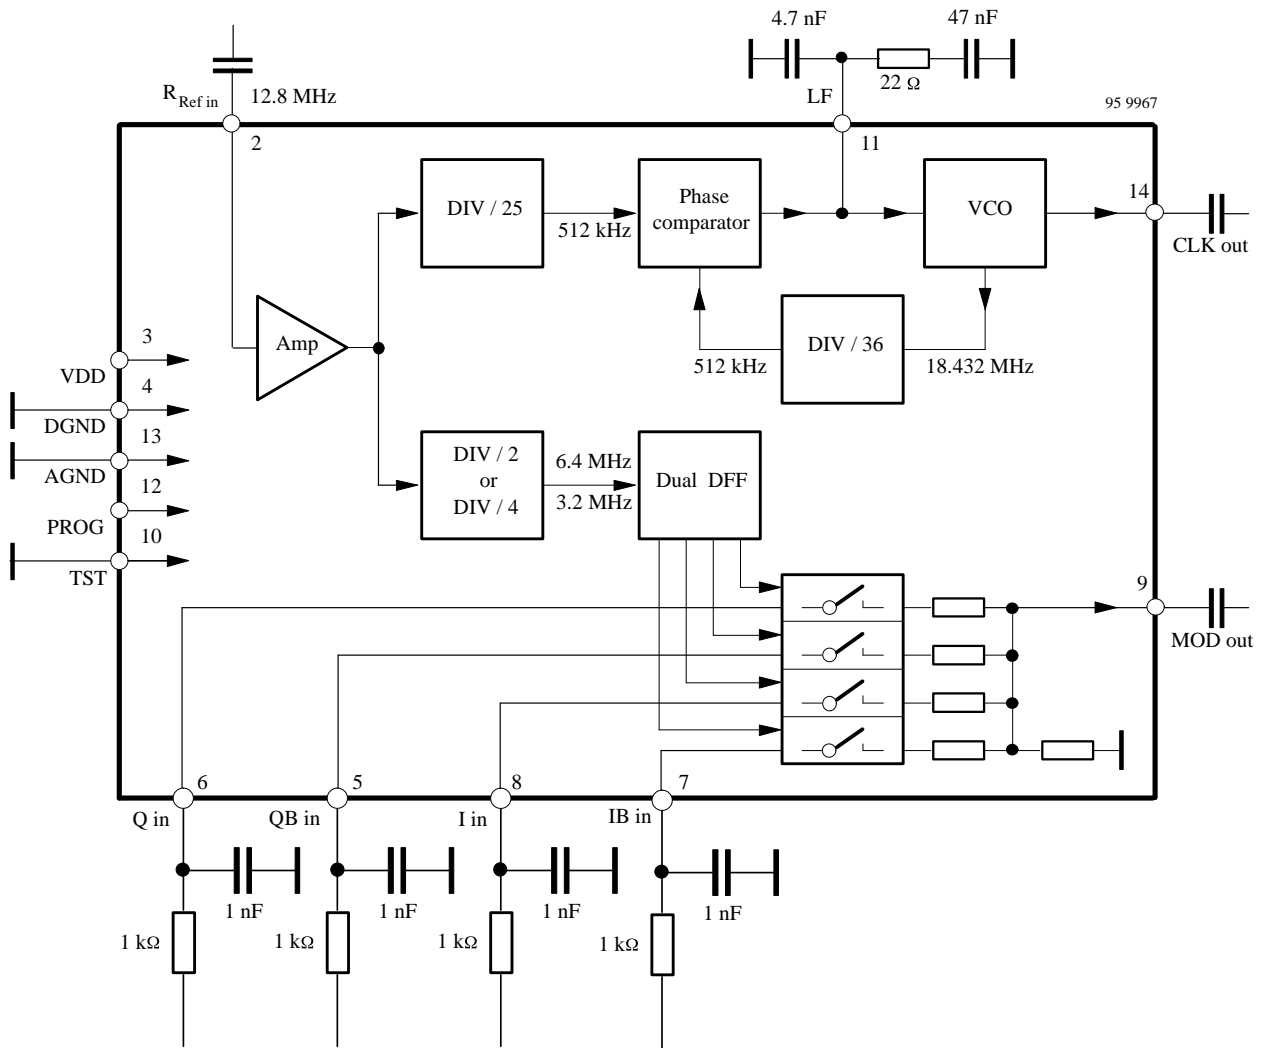 4.7 nF
47 nF
22 Ω
R Ref in
12.8 MHz
LF
95 9967
2
11
DIV / 25
512 kHz
Phase
comparator
VCO
14
CLK out
Amp
3
VDD
4
DGND
13
AGND
12
PROG
10
TST
512 kHz
DIV / 36
18.432 MHz
DIV / 2
or
DIV / 4
6.4 MHz
3.2 MHz
Dual DFF
9
MOD out
6
Q in
5
QB in
8
I in
7
IB in
1 nF
1 nF
1 nF
1 nF
1 kΩ
1 kΩ
1 kΩ
1 kΩ